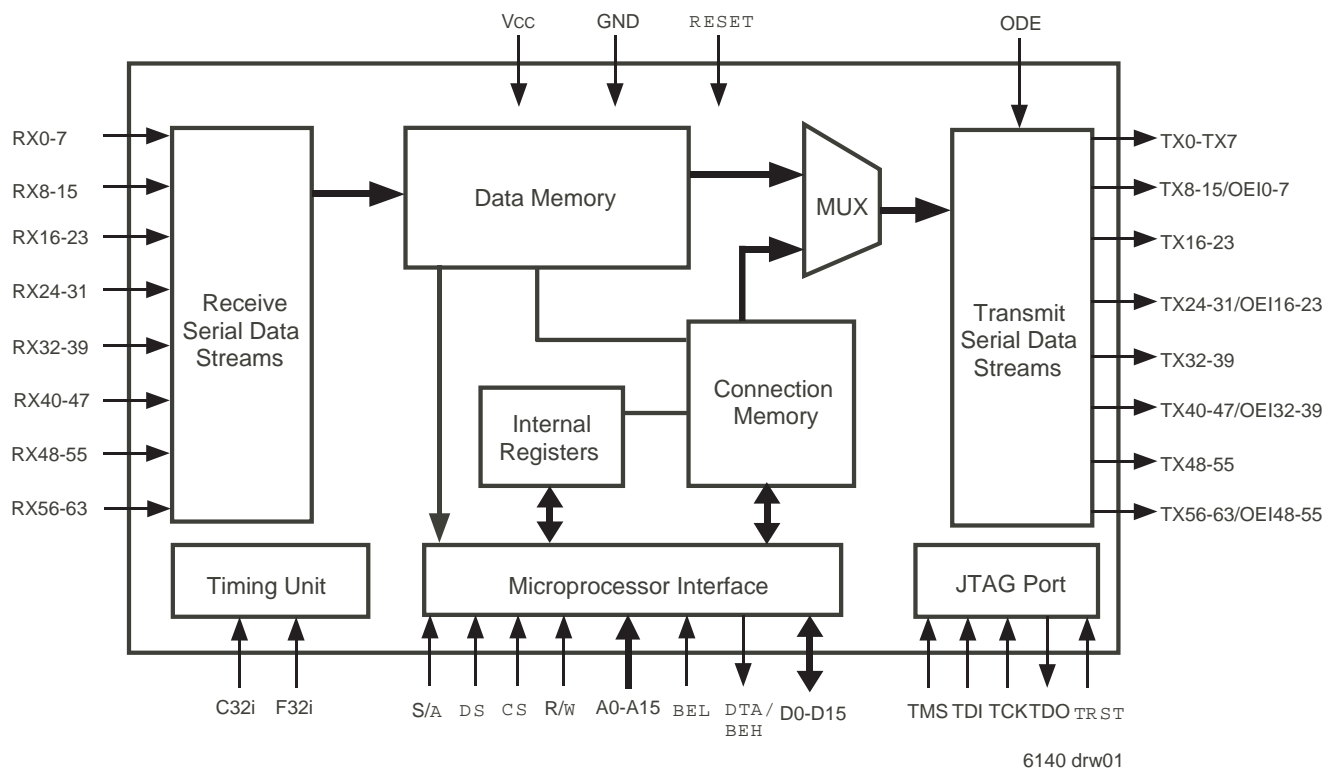 Vcc
GND
RESET
ODE
RX0-7
RX8-15
RX16-23
RX24-31
RX32-39
RX40-47
RX48-55
RX56-63
Receive
Serial Data
Streams
Data Memory
MUX
Connection
Memory
Internal
Registers
Transmit
Serial Data
Streams
TX0-TX7
TX8-15/OEI0-7
TX16-23
TX24-31/OEI16-23
TX32-39
TX40-47/OEI32-39
TX48-55
TX56-63/OEI48-55
Timing Unit
Microprocessor Interface
JTAG Port
C32i
F32i
S/A
DS
CS
R/W
A0-A15
BEL
DTA/
BEH
D0-D15
TMS
TDI
TCK
TDO
TRST
6140 drw01